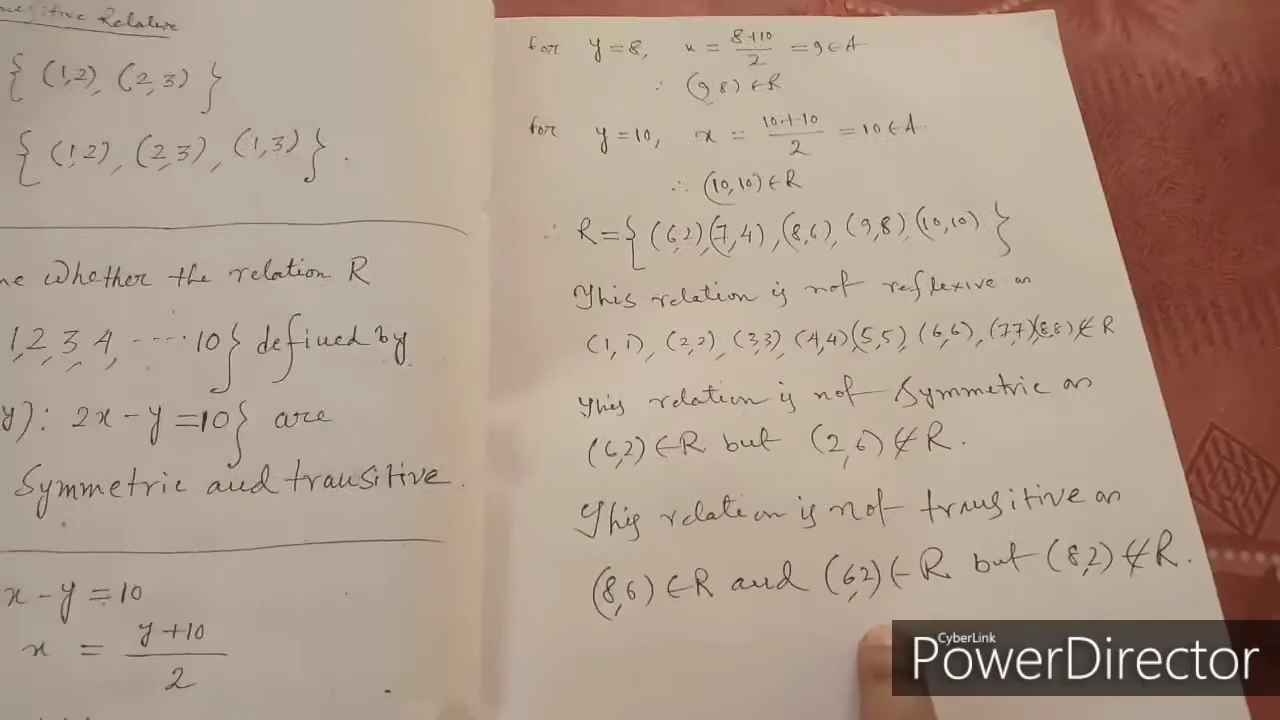 Relative
{ (1,2), (2,3) }
{ (1,2), (2,3), (1,3) } .
ne whether the relation R
1, 2, 3, 4, ---- 10} defined by
y): 2x - y = 10} are
Symmetric and transitive.
x - y = 10
x = y + 10 / 2
for y = 8, x = 8+10 / 2 = 9 ∈ A
∴ (9,8) ∈ R
for y = 10, x = 10+10 / 2 = 10 ∈ A.
∴ (10,10) ∈ R
∴ R = { (6,2) (7,4), (8,6), (9,8) (10,10) }
This relation is not reflexive as
(1,1), (2,2), (3,3), (4,4) (5,5), (6,6), (7,7) (8,8) ∉ R
This relation is not Symmetric as
(6,2) ∈ R but (2,6) ∉ R.
This relation is not transitive as
(8,6) ∈ R and (6,2) ∈ R but (8,2) ∉ R.
CyberLink
PowerDirector